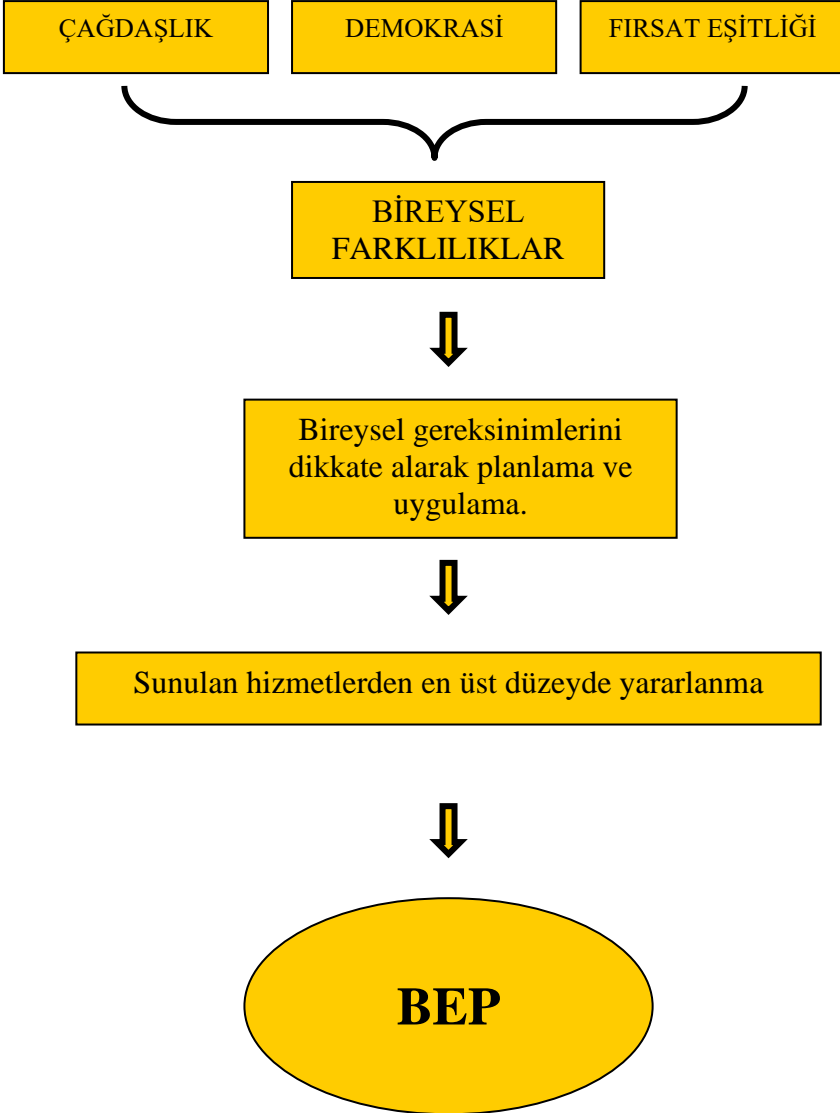 ÇAĞDAŞLIK
DEMOKRASİ
FIRSAT EŞİTLİĞİ
BİREYSEL
FARKLILIKLAR
Bireysel gereksinimlerini
dikkate alarak planlama ve
uygulama.
Sunulan hizmetlerden en üst düzeyde yararlanma
BEP